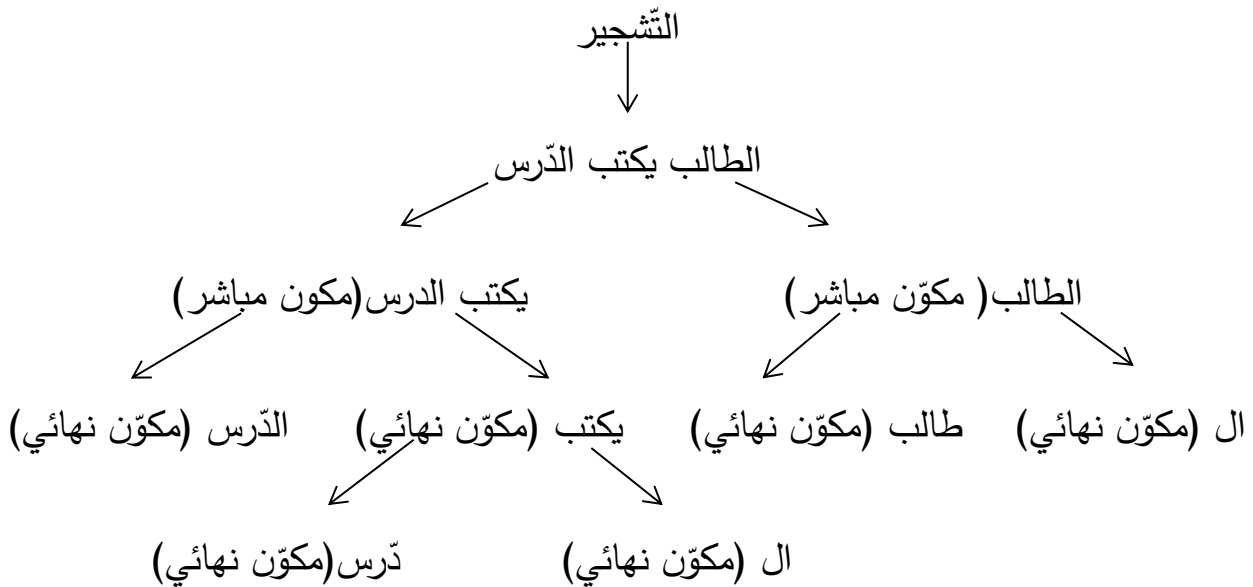 التّشجير
الطالب يكتب الدّرس
الطالب( مكوّن مباشر) يكتب الدرس(مكون مباشر)
ال (مكوّن نهائي) طالب (مكوّن نهائي) يكتب (مكوّن نهائي) الدّرس (مكوّن نهائي)
ال (مكوّن نهائي) دّرس(مكوّن نهائي)